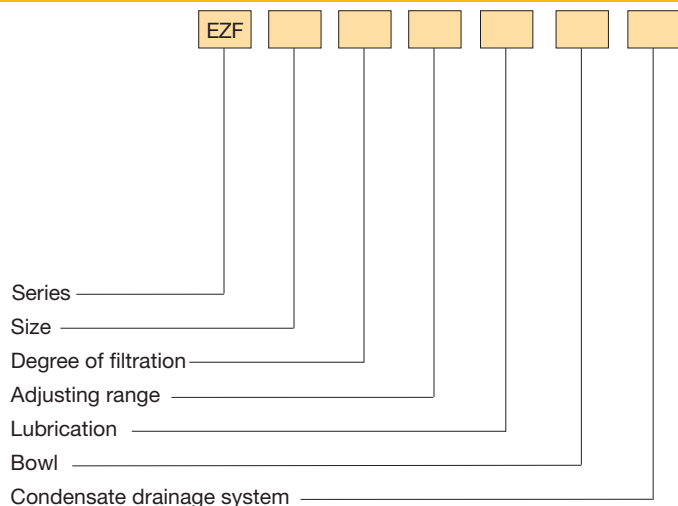 EZF
Series
Size
Degree of filtration
Adjusting range
Lubrication
Bowl
Condensate drainage system